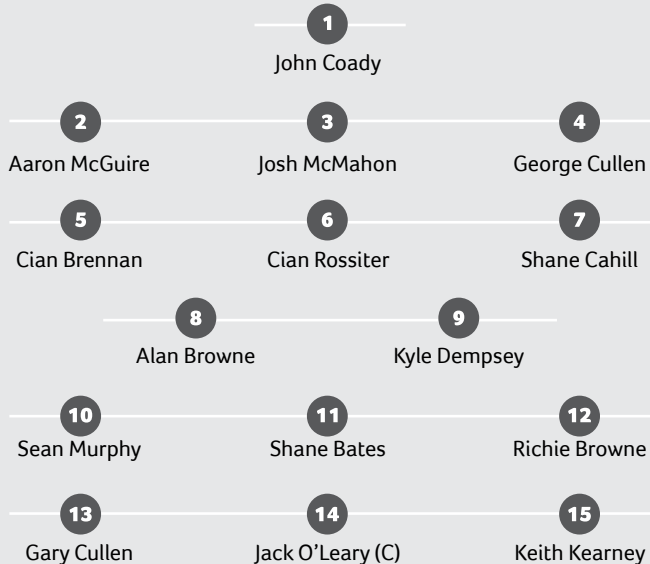 1
John Coady
2 3 4
Aaron McGuire Josh McMahon George Cullen
5 6 7
Cian Brennan Cian Rossiter Shane Cahill
8 9
Alan Browne Kyle Dempsey
10 11 12
Sean Murphy Shane Bates Richie Browne
13 14 15
Gary Cullen Jack O’Leary (C) Keith Kearney